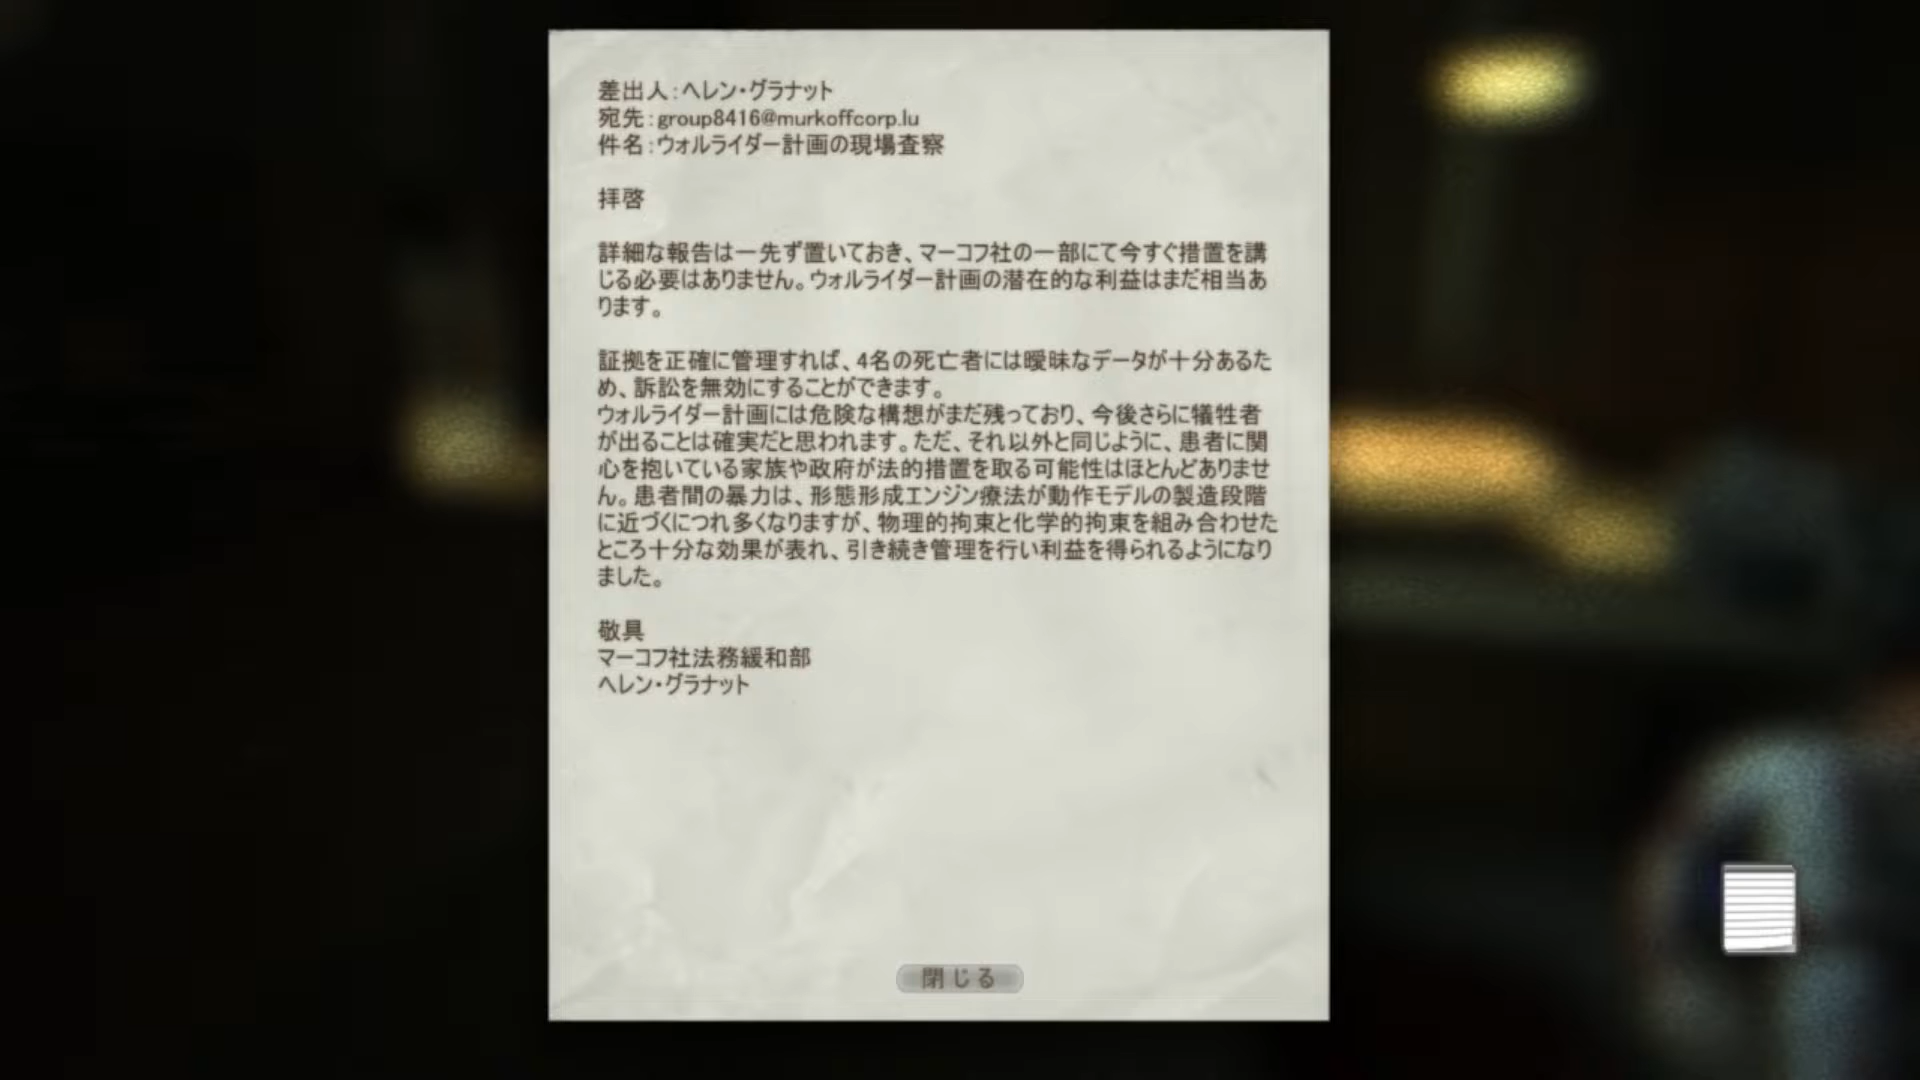 差出人:ヘレン・グラナット
宛先:group8416@murkoffcorp.lu
件名:ウォルライダー計画の現場査察
拝啓
詳細な報告は一先ず置いておき、マーコフ社の一部にて今すぐ措置を講
じる必要はありません。ウォルライダー計画の潜在的な利益はまだ相当あ
ります。
証拠を正確に管理すれば、4名の死亡者には曖昧なデータが十分あるた
め、訴訟を無効にすることができます。
ウォルライダー計画には危険な構想がまだ残っており、今後さらに犠牲者
が出ることは確実だと思われます。ただ、それ以外と同じように、患者に関
心を抱いている家族や政府が法的措置を取る可能性はほとんどありませ
ん。患者間の暴力は、形態形成エンジン療法が動作モデルの製造段階
に近づくにつれ多くなりますが、物理的拘束と化学的拘束を組み合わせた
ところ十分な効果が表れ、引き続き管理を行い利益を得られるようになり
ました。
敬具
マーコフ社法務緩和部
ヘレン・グラナット
閉じる